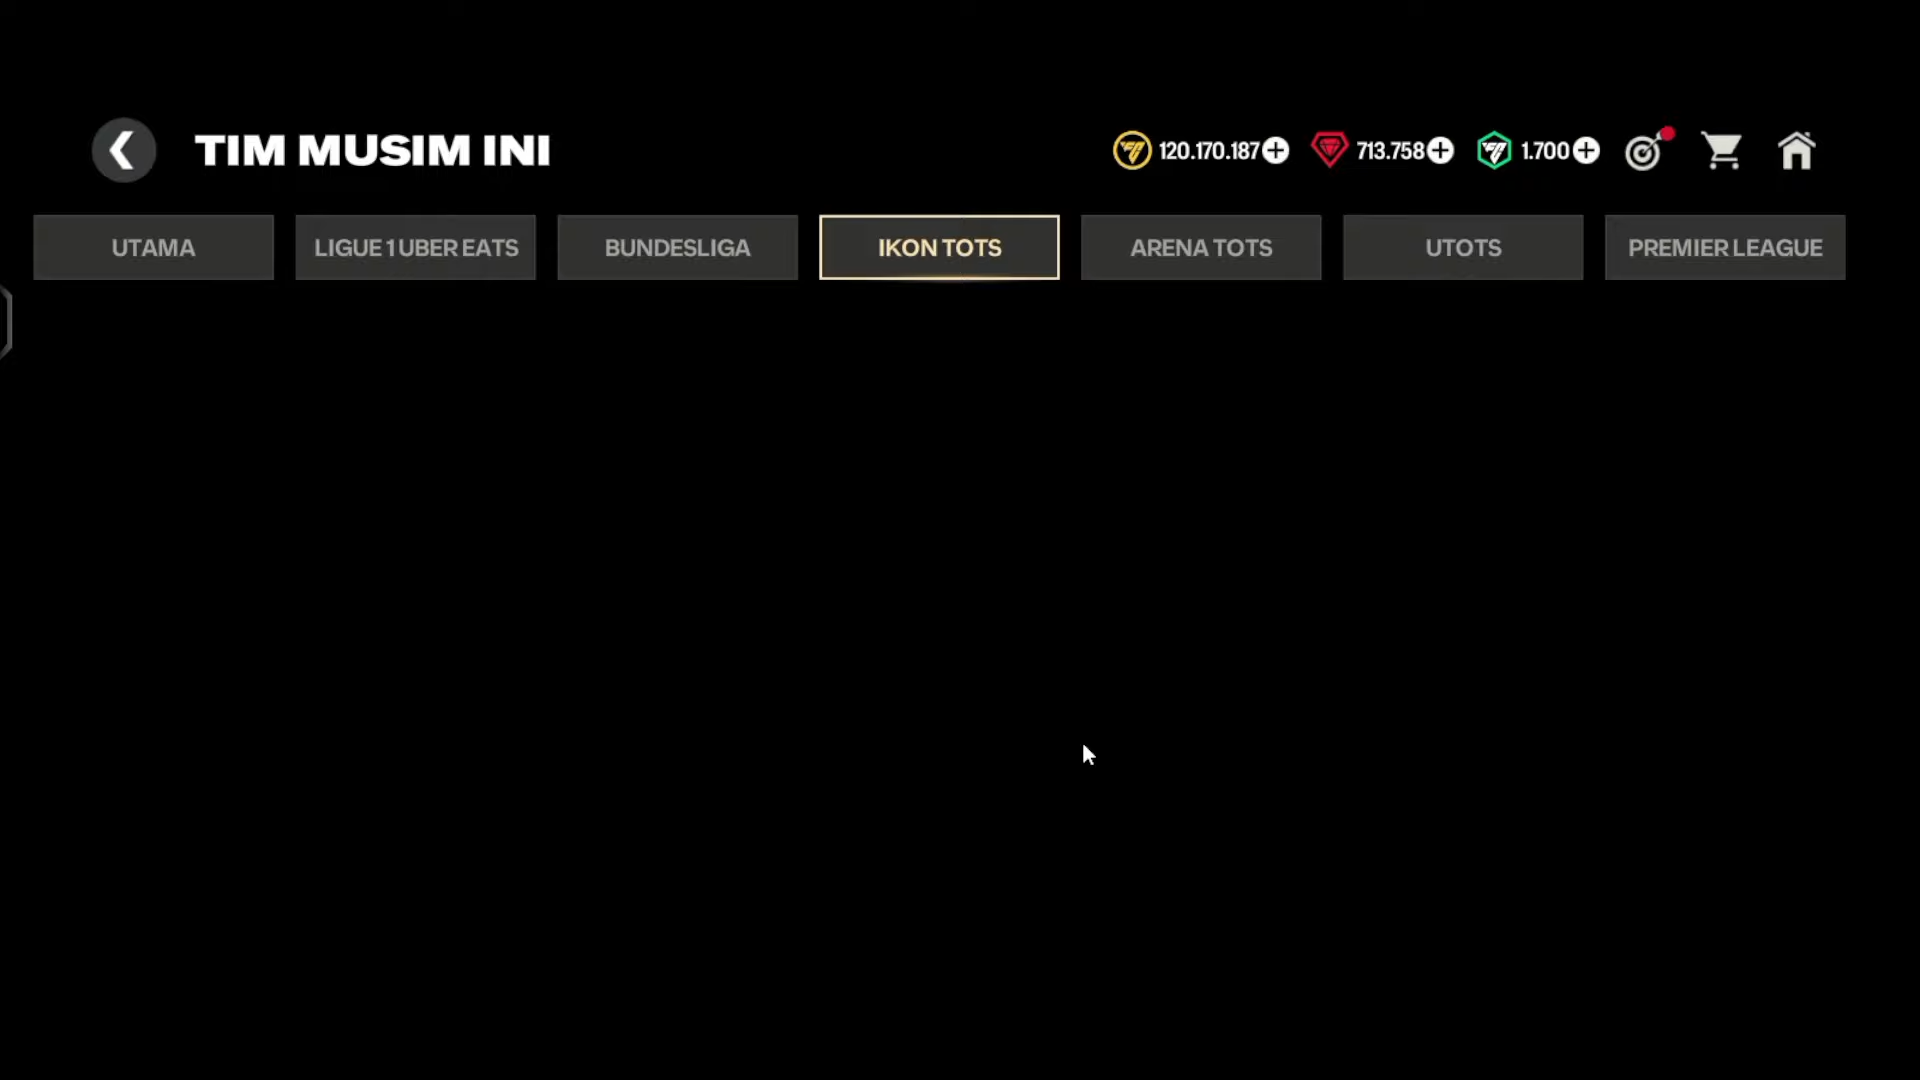 TIM MUSIM INI
120.170.187
713.758
1.700
UTAMA
LIGUE 1 UBER EATS
BUNDESLIGA
IKON TOTS
ARENA TOTS
UTOTS
PREMIER LEAGUE